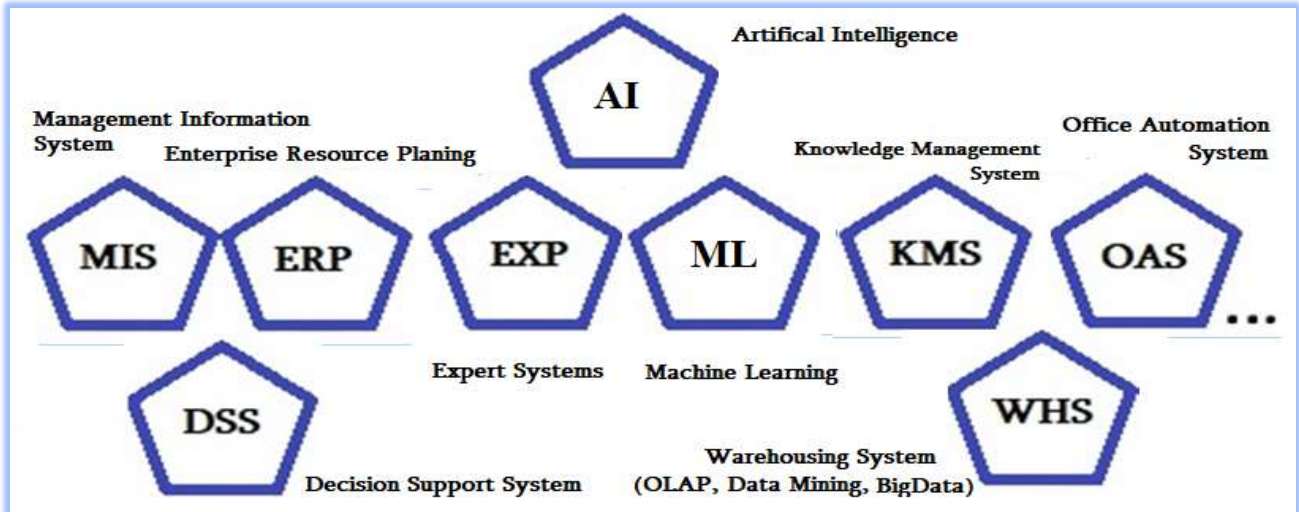 Artifical Intelligence
AI
Management Information
System
Enterprise Resource Planing
Knowledge Management
System
Office Automation
System
MIS
ERP
EXP
ML
KMS
OAS
...
Expert Systems
Machine Learning
DSS
WHS
Decision Support System
Warehousing System
(OLAP, Data Mining, BigData)